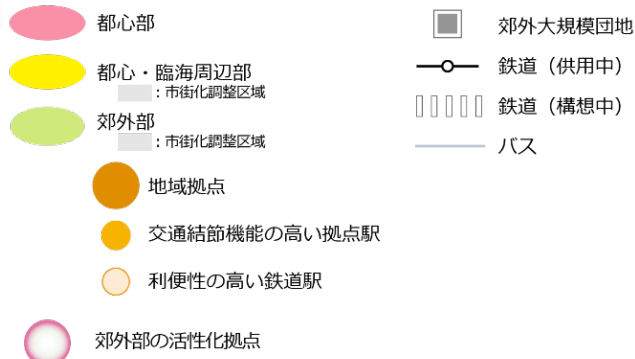 都心部
都心・臨海周辺部
：市街化調整区域
郊外部
：市街化調整区域
地域拠点
交通結節機能の高い拠点駅
利便性の高い鉄道駅
郊外部の活性化拠点
郊外大規模団地
鉄道（供用中）
鉄道（構想中）
バス